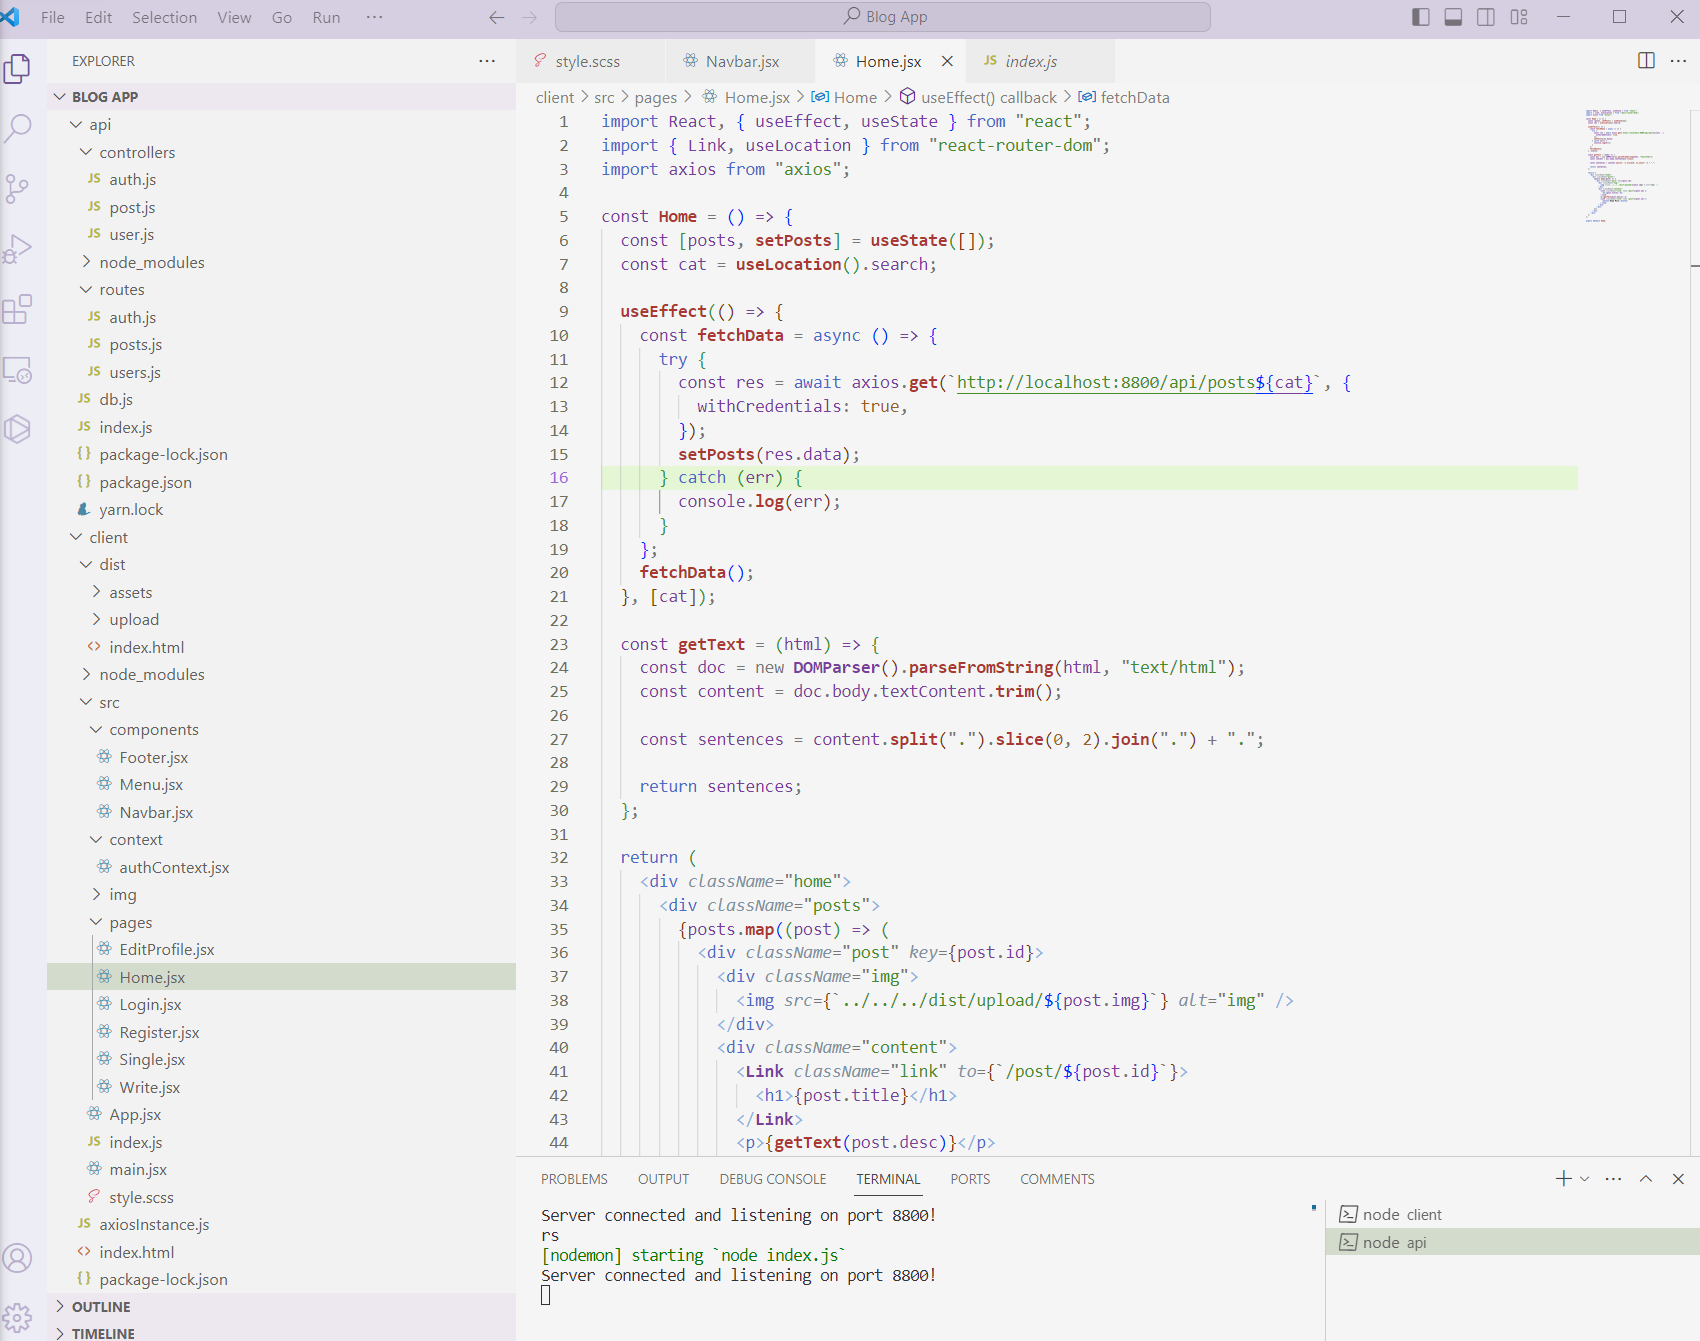 File Edit Selection View Go Run ··· Blog App
EXPLORER ···
BLOG APP
api
controllers
JS auth.js
JS post.js
JS user.js
node_modules
routes
JS auth.js
JS posts.js
JS users.js
JS db.js
JS index.js
{} package-lock.json
{} package.json
yarn.lock
client
dist
assets
upload
<> index.html
node_modules
src
components
Footer.jsx
Menu.jsx
Navbar.jsx
context
authContext.jsx
img
pages
EditProfile.jsx
Home.jsx
Login.jsx
Register.jsx
Single.jsx
Write.jsx
App.jsx
JS index.js
main.jsx
style.scss
JS axiosInstance.js
<> index.html
{} package-lock.json
OUTLINE
TIMELINE
style.scss Navbar.jsx Home.jsx JS index.js
client > src > pages > Home.jsx > Home > useEffect() callback > fetchData
1 import React, { useEffect, useState } from "react";
2 import { Link, useLocation } from "react-router-dom";
3 import axios from "axios";
4
5 const Home = () => {
6 const [posts, setPosts] = useState([]);
7 const cat = useLocation().search;
8
9 useEffect(() => {
10 const fetchData = async () => {
11 try {
12 const res = await axios.get(`http://localhost:8800/api/posts${cat}`, {
13 withCredentials: true,
14 });
15 setPosts(res.data);
16 } catch (err) {
17 console.log(err);
18 }
19 };
20 fetchData();
21 }, [cat]);
22
23 const getText = (html) => {
24 const doc = new DOMParser().parseFromString(html, "text/html");
25 const content = doc.body.textContent.trim();
26
27 const sentences = content.split(".").slice(0, 2).join(".") + ".";
28
29 return sentences;
30 };
31
32 return (
33 <div className="home">
34 <div className="posts">
35 {posts.map((post) => (
36 <div className="post" key={post.id}>
37 <div className="img">
38 <img src={`../../../dist/upload/${post.img}`} alt="img" />
39 </div>
40 <div className="content">
41 <Link className="link" to={`/post/${post.id}`}>
42 <h1>{post.title}</h1>
43 </Link>
44 <p>{getText(post.desc)}</p>
PROBLEMS OUTPUT DEBUG CONSOLE TERMINAL PORTS COMMENTS
Server connected and listening on port 8800!
rs
[nodemon] starting `node index.js`
Server connected and listening on port 8800!
node client
node api